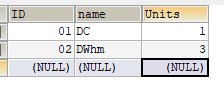 ID name Units
01 DC 1
02 DWhm 3
(NULL) (NULL) (NULL)